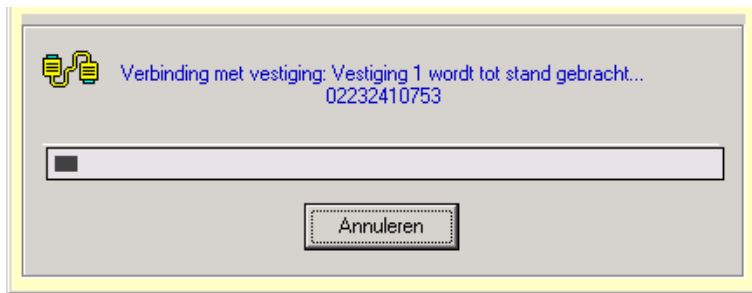 Verbinding met vestiging: Vestiging 1 wordt tot stand gebracht...
02232410753
Annuleren